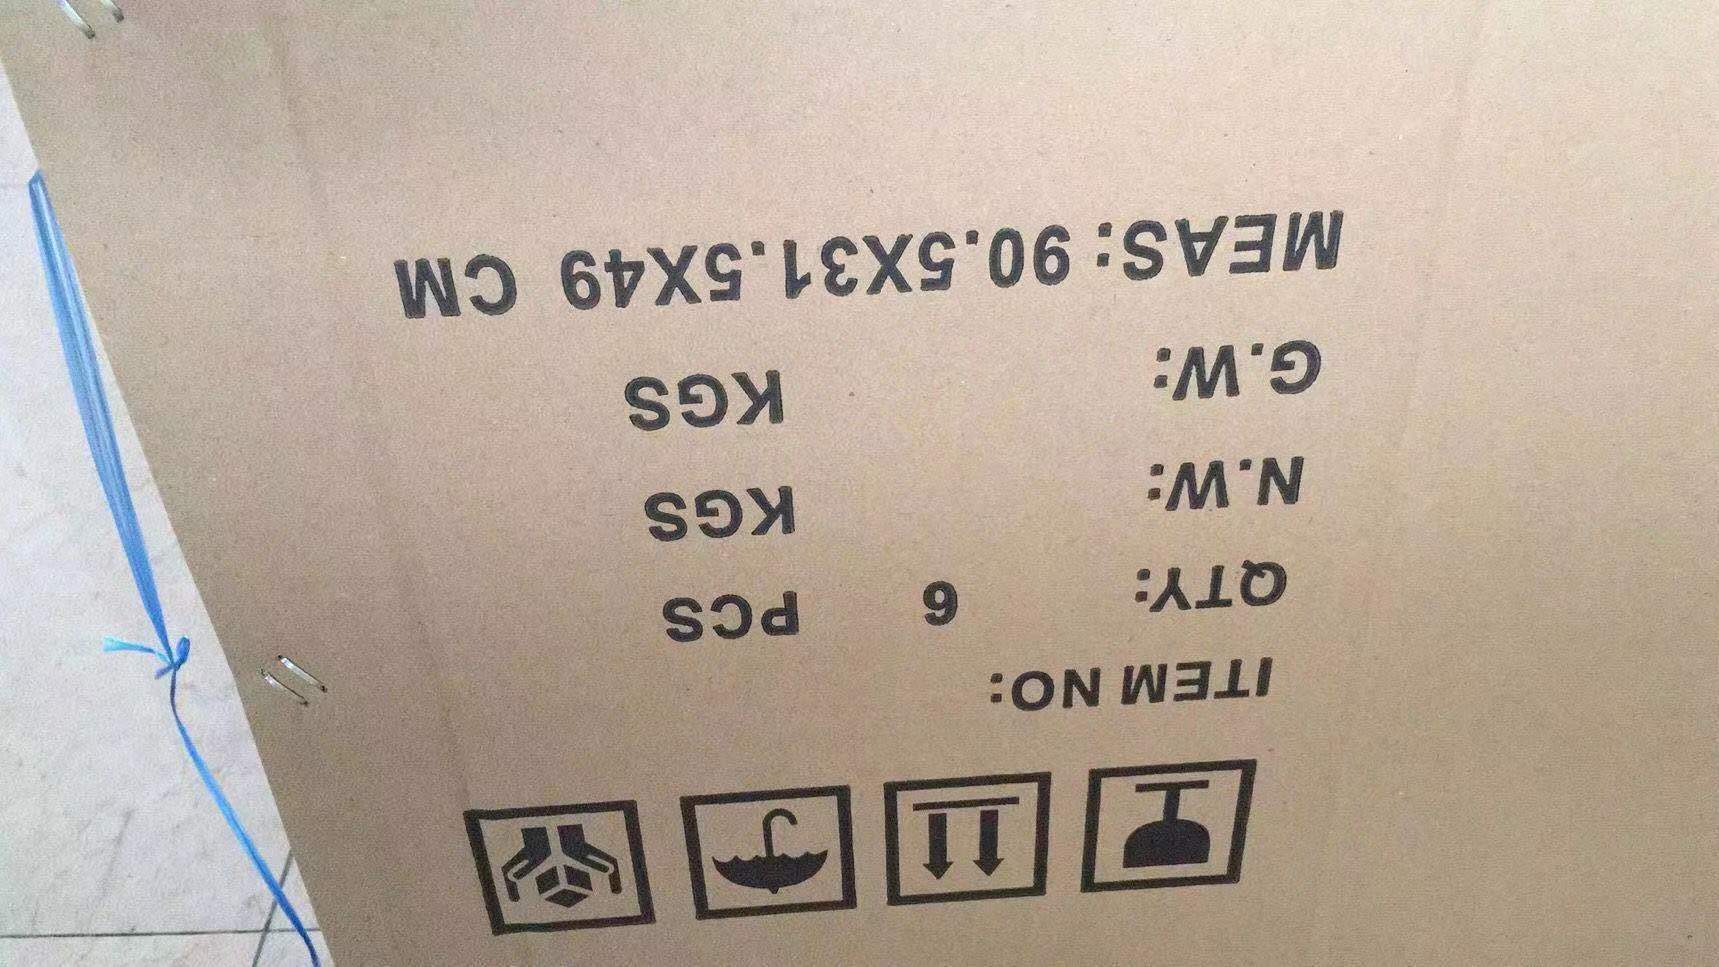 ITEM NO:
QTY: 6 PCS
N.W: KGS
G.W: KGS
MEAS: 90.5X31.5X49 CM